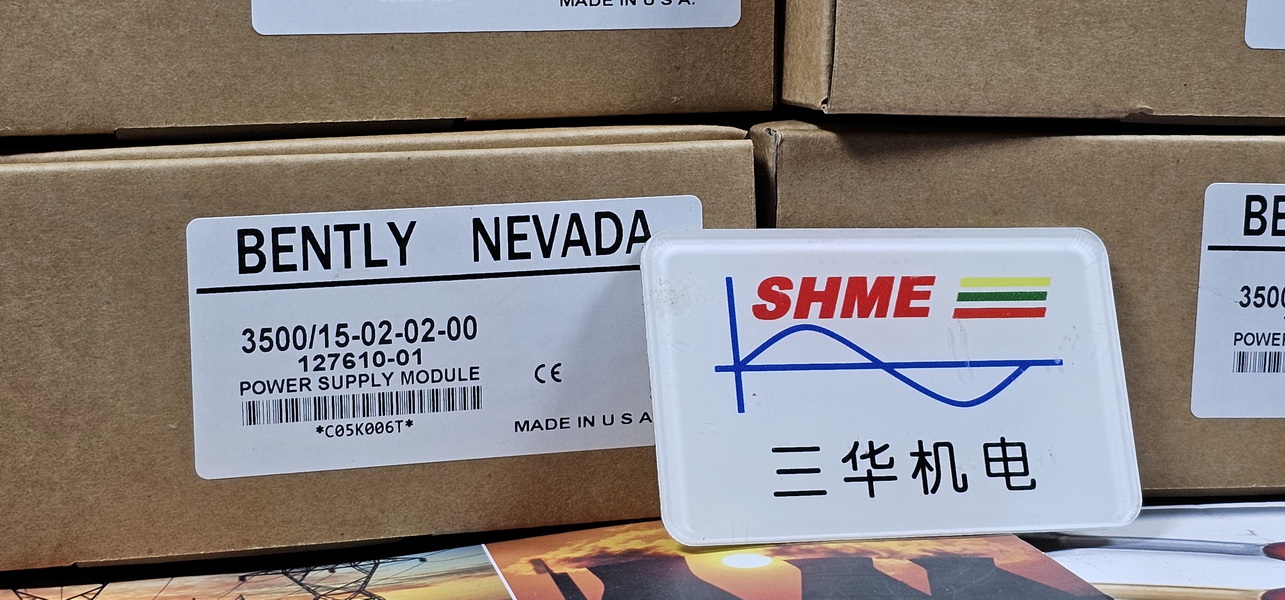 MADE IN U S A.
BENTLY NEVADA
3500/15-02-02-00
127610-01
POWER SUPPLY MODULE
CE
*C05K006T*
MADE IN U S A
SHME
三华机电
BE
350
POWE